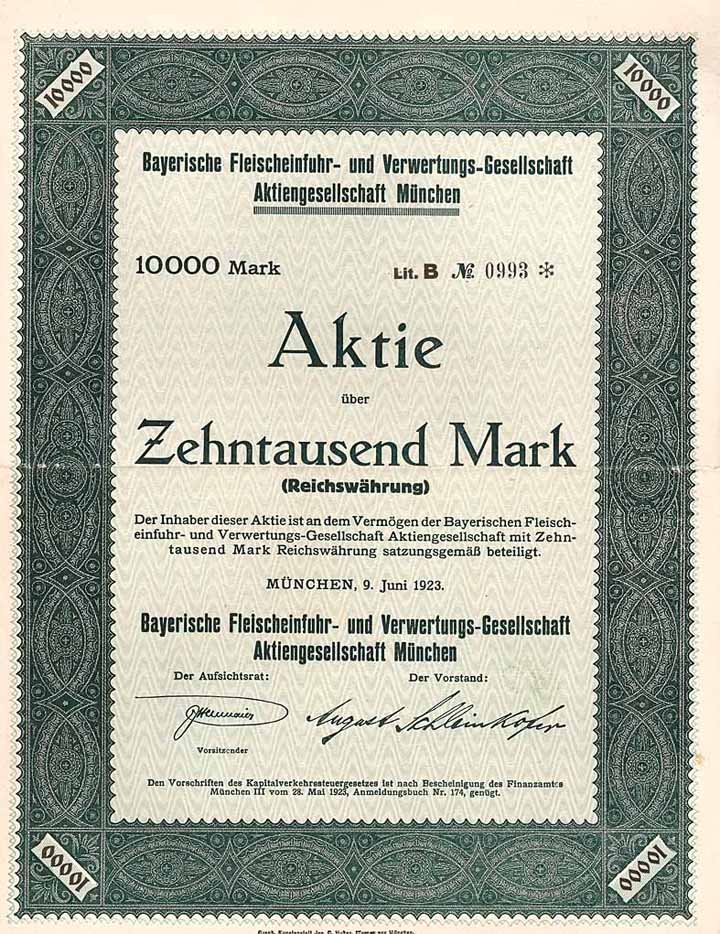 10000
10000
Bayerische Fleischeinfuhr- und Verwertungs-Gesellschaft
Aktiengesellschaft München
10000 Mark Lit. B № 0993 *
Aktie
über
Zehntausend Mark
(Reichswährung)
Der Inhaber dieser Aktie ist an dem Vermögen der Bayerischen Fleisch-
einfuhr- und Verwertungs-Gesellschaft Aktiengesellschaft mit Zehn-
tausend Mark Reichswährung satzungsgemäß beteiligt.
MÜNCHEN, 9. Juni 1923.
Bayerische Fleischeinfuhr- und Verwertungs-Gesellschaft
Aktiengesellschaft München
Der Aufsichtsrat: Der Vorstand:
August Schleinkofer
Vorsitzender
Den Vorschriften des Kapitalverkehrssteuergesetzes ist nach Bescheinigung des Finanzamtes
München III vom 28. Mai 1923, Anmeldungsbuch Nr. 174, genügt.
10000
10000